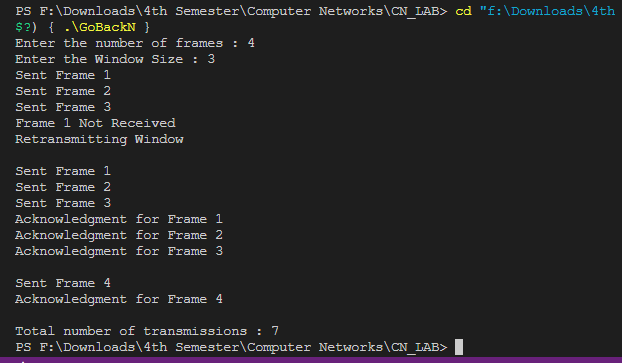 PS F:\Downloads\4th Semester\Computer Networks\CN_LAB> cd "f:\Downloads\4th
$?) { .\GoBackN }
Enter the number of frames : 4
Enter the Window Size : 3
Sent Frame 1
Sent Frame 2
Sent Frame 3
Frame 1 Not Received
Retransmitting Window
Sent Frame 1
Sent Frame 2
Sent Frame 3
Acknowledgment for Frame 1
Acknowledgment for Frame 2
Acknowledgment for Frame 3
Sent Frame 4
Acknowledgment for Frame 4
Total number of transmissions : 7
PS F:\Downloads\4th Semester\Computer Networks\CN_LAB>